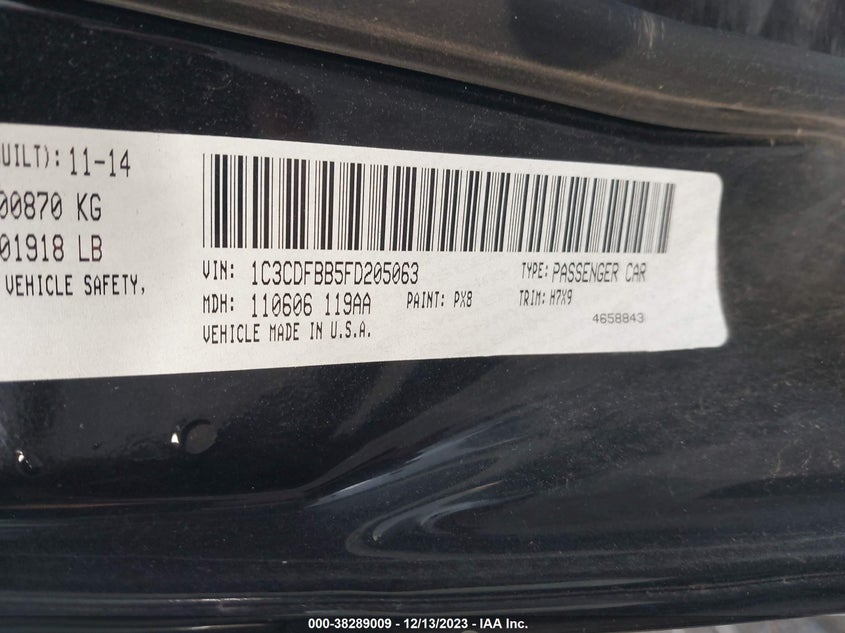 UILT): 11-14
00870 KG
01918 LB
VEHICLE SAFETY,
VIN: 1C3CDFBB5FD205063 TYPE: PASSENGER CAR
MDH: 110606 119AA PAINT: PX8 TRIM: H7X9
VEHICLE MADE IN U.S.A. 4658843
000-38289009 - 12/13/2023 - IAA Inc.